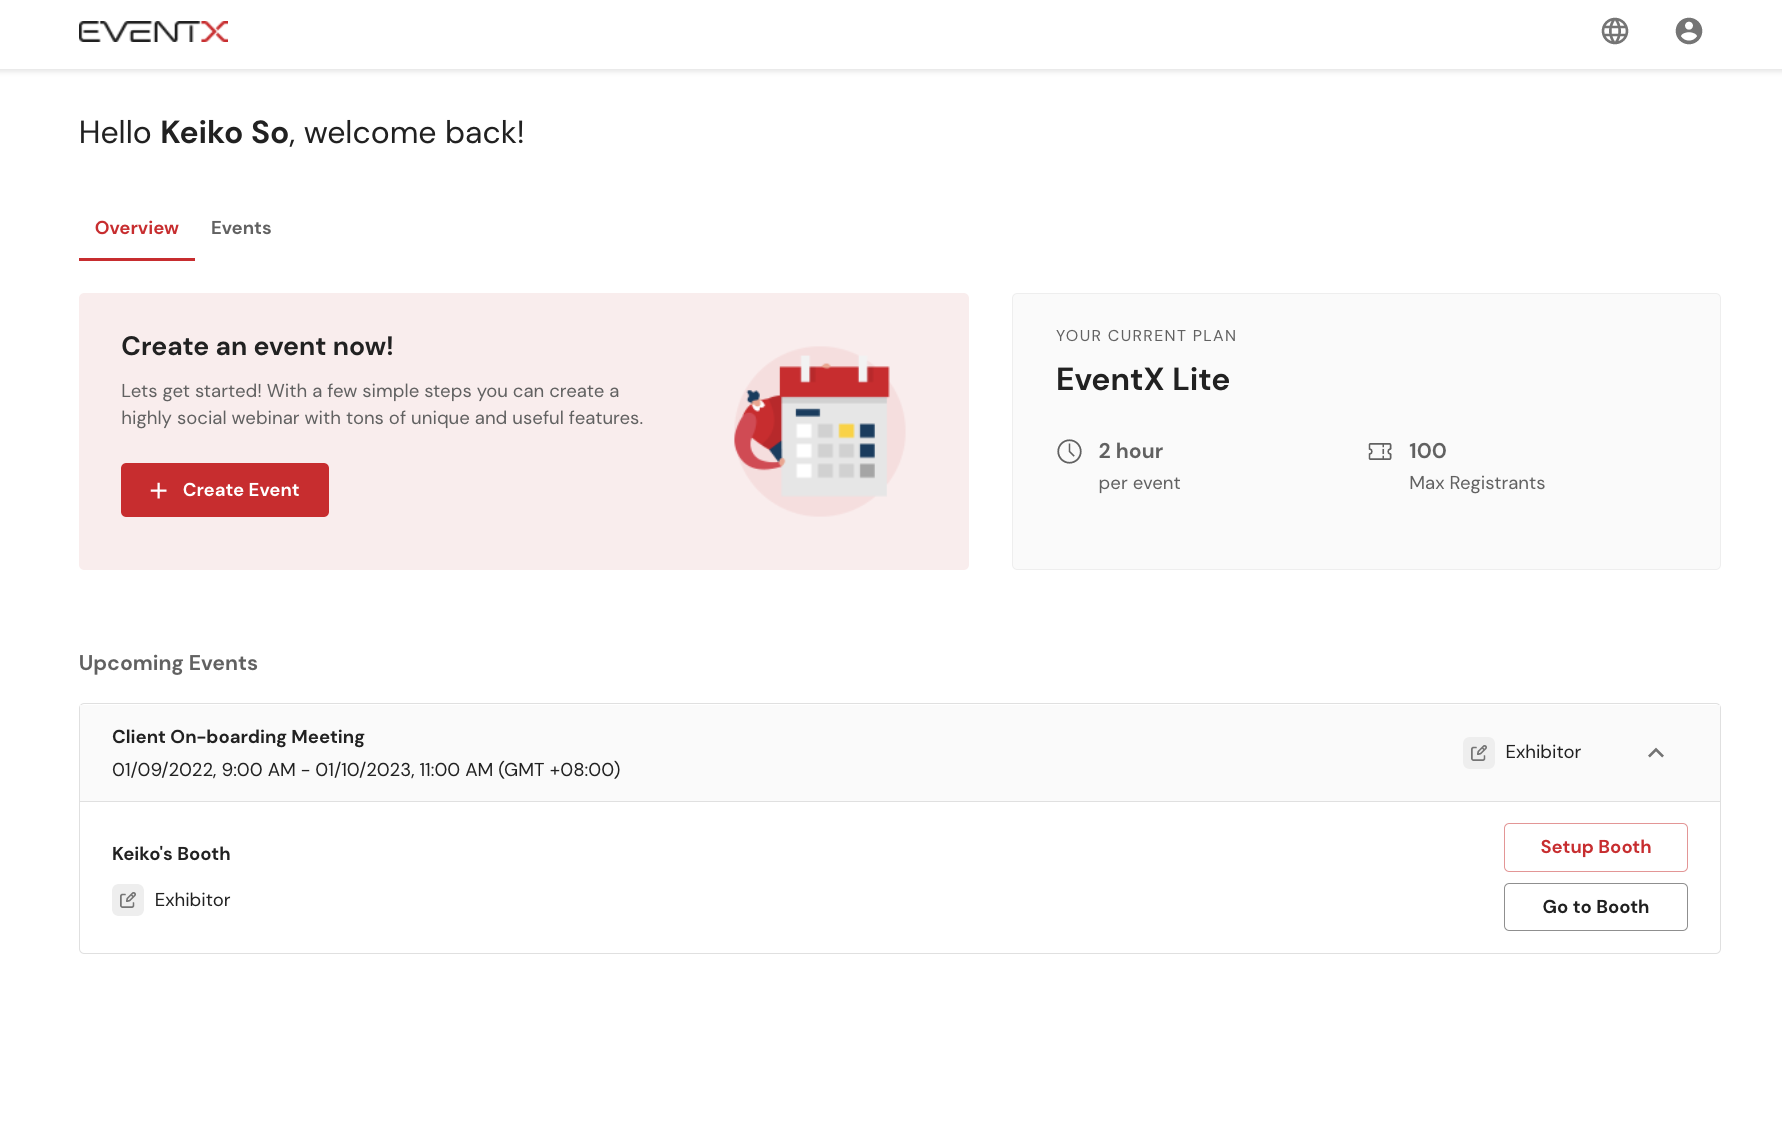 EVENTX
Hello Keiko So, welcome back!
Overview
Events
Create an event now!
Lets get started! With a few simple steps you can create a
highly social webinar with tons of unique and useful features.
+ Create Event
YOUR CURRENT PLAN
EventX Lite
2 hour
per event
100
Max Registrants
Upcoming Events
Client On-boarding Meeting
01/09/2022, 9:00 AM - 01/10/2023, 11:00 AM (GMT +08:00)
Exhibitor
Keiko's Booth
Exhibitor
Setup Booth
Go to Booth